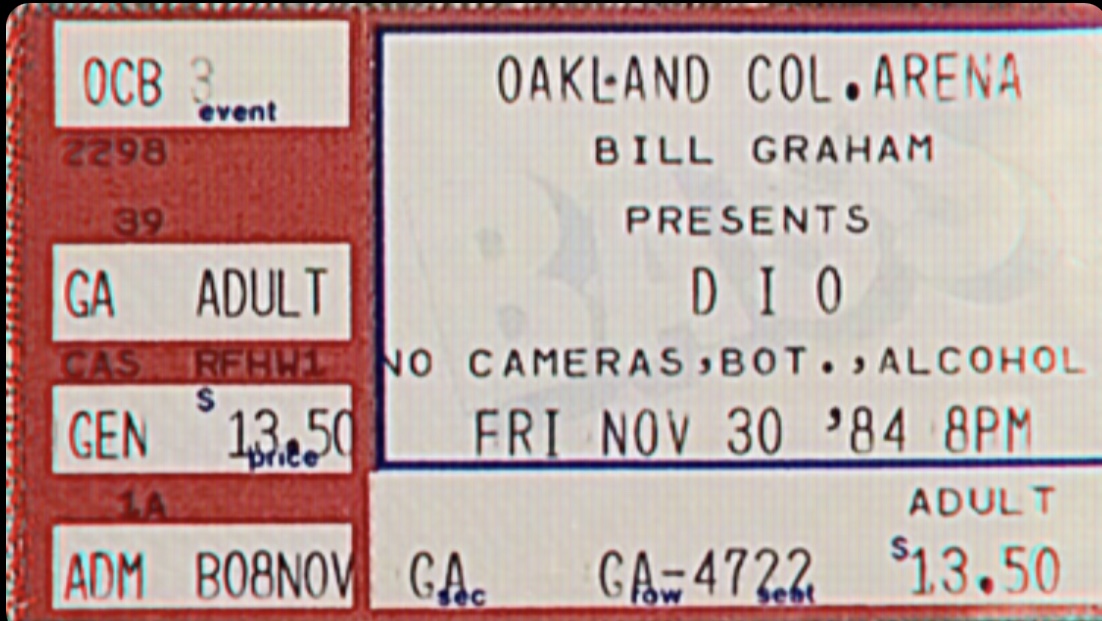 OCB 3
event
2298
39
GA ADULT
CAS RFHW1
GEN $ 13.50
price
1A
ADM B08NOV
OAKLAND COL.ARENA
BILL GRAHAM
PRESENTS
D I O
NO CAMERAS,BOT.,ALCOHOL
FRI NOV 30 '84 8PM
ADULT
GA GA-4722 $13.50
sec row seat